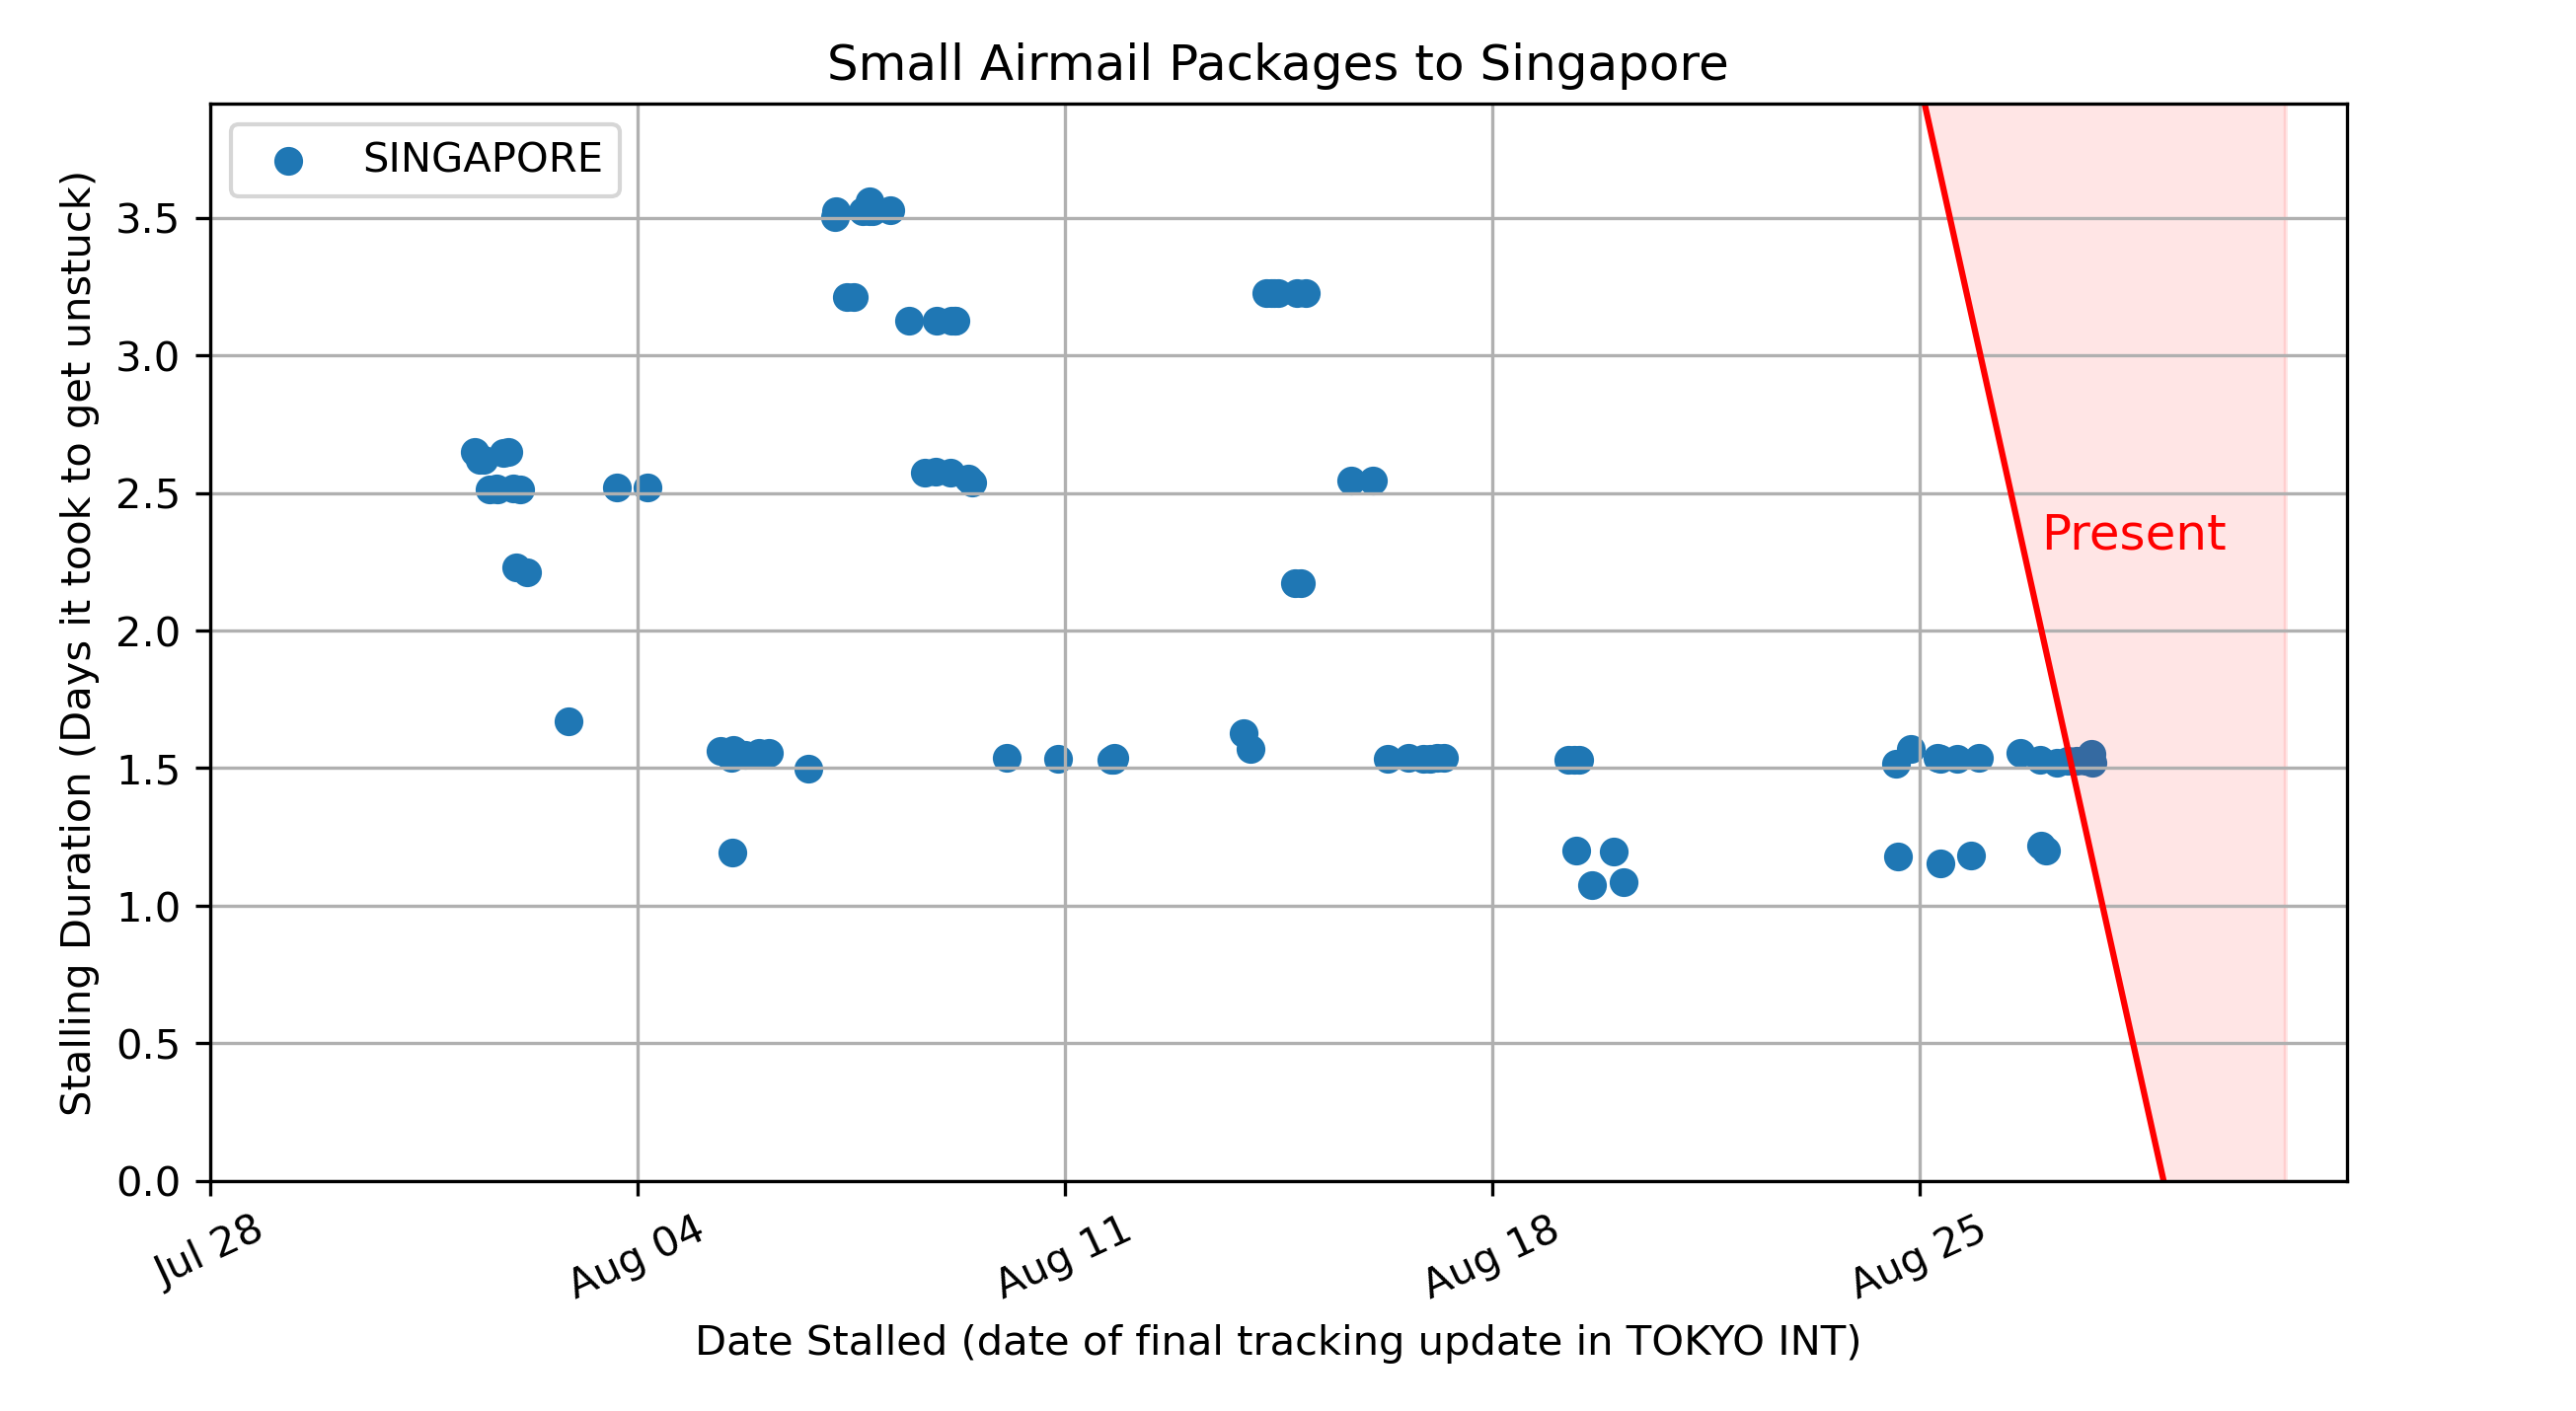 Small Airmail Packages to Singapore
SINGAPORE
Stalling Duration (Days it took to get unstuck)
3.5
3.0
2.5
2.0
1.5
1.0
0.5
0.0
Present
Jul 28
Aug 04
Aug 11
Aug 18
Aug 25
Date Stalled (date of final tracking update in TOKYO INT)